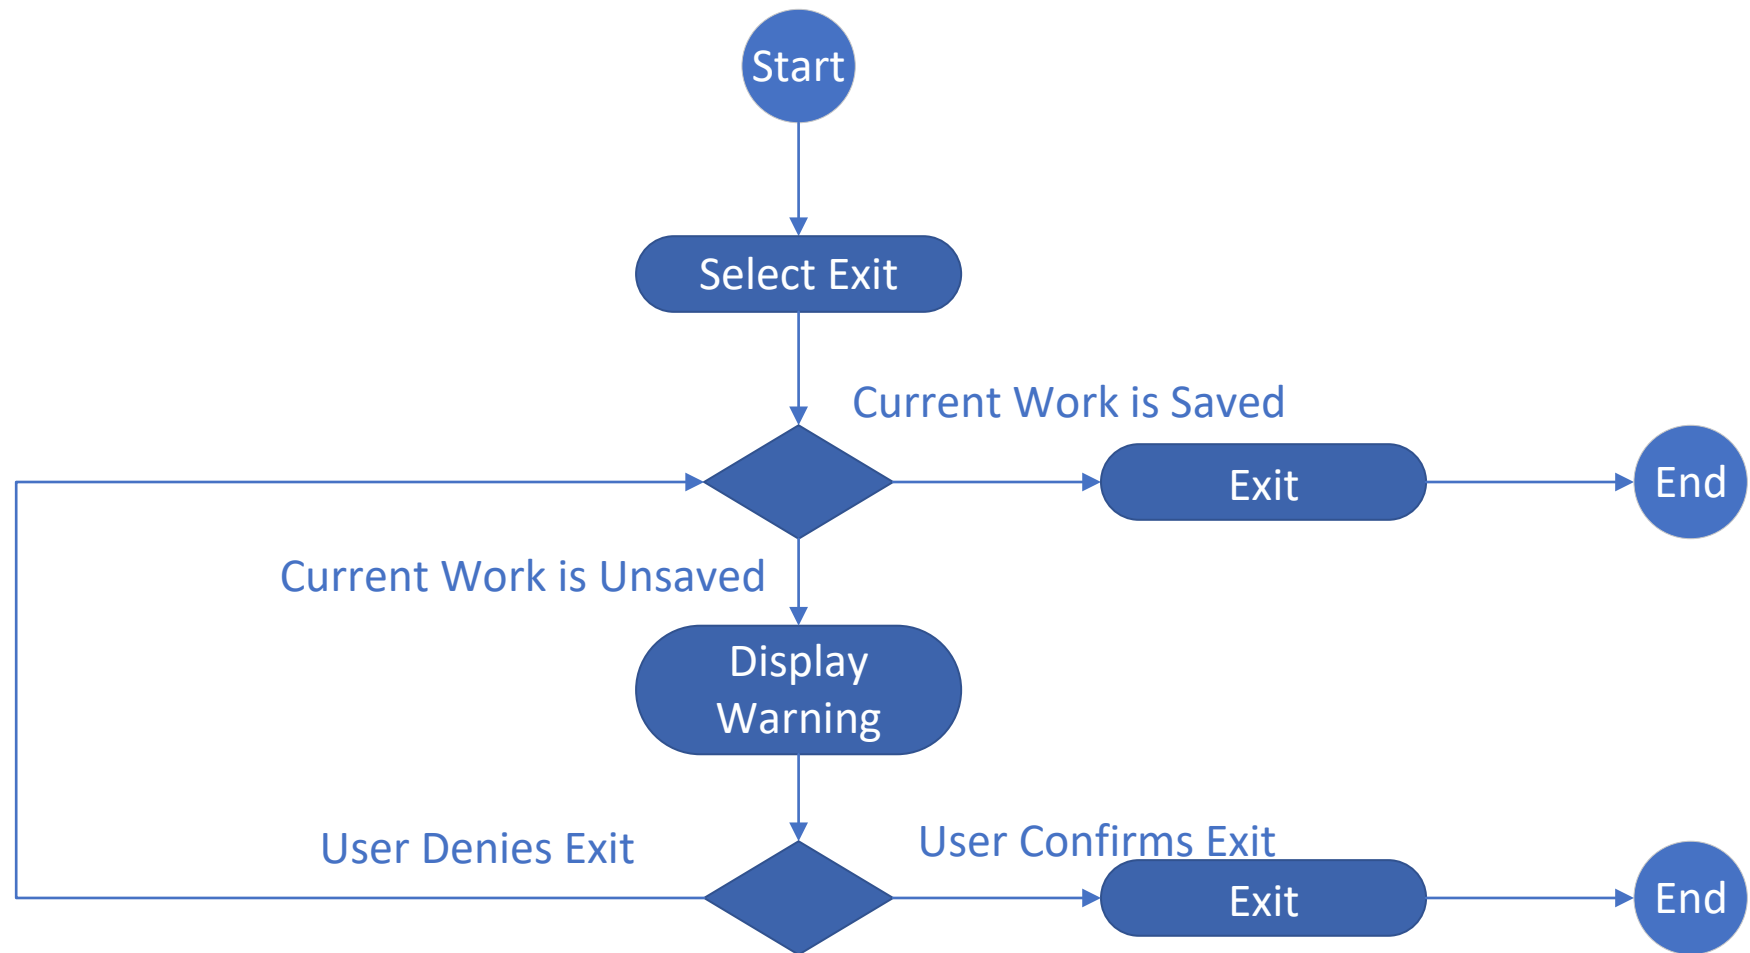 Start
Select Exit
Current Work is Saved
Exit
End
Current Work is Unsaved
Display
Warning
User Denies Exit
User Confirms Exit
Exit
End